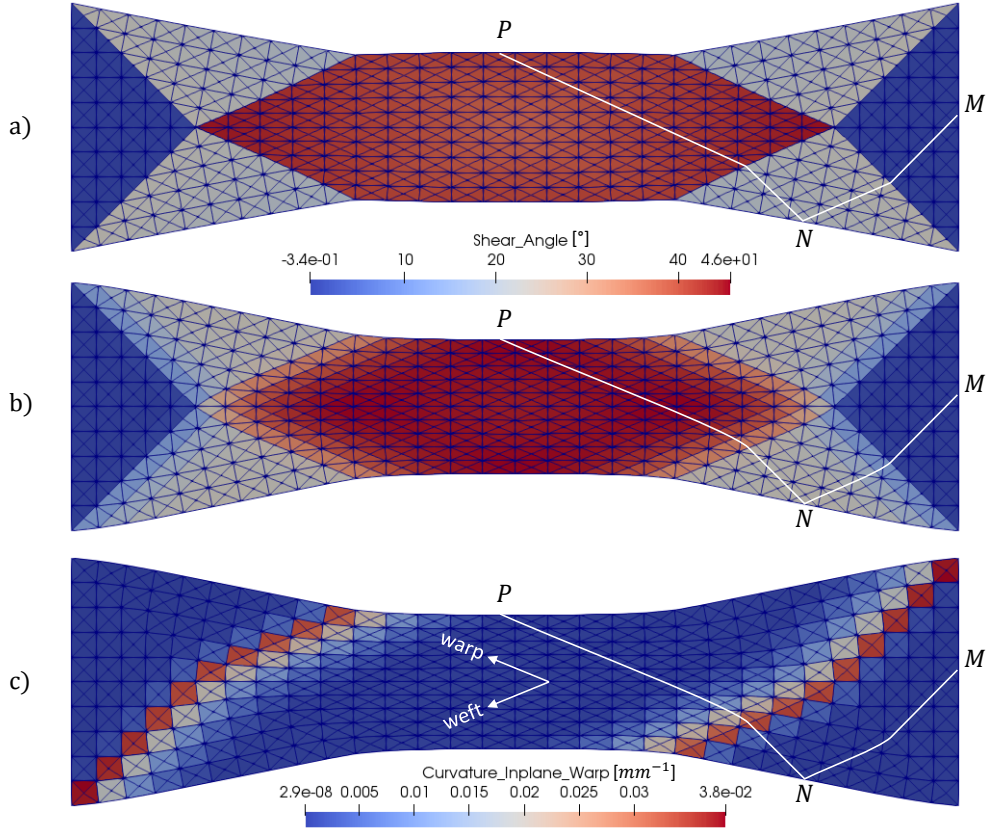 P
M
a)
N
Shear_Angle [°]
-3.4e-01 10 20 30 40 4.6e+01
P
M
b)
N
P
M
warp
c)
weft
N
Curvature_Inplane_Warp [mm⁻¹]
2.9e-08 0.005 0.01 0.015 0.02 0.025 0.03 3.8e-02